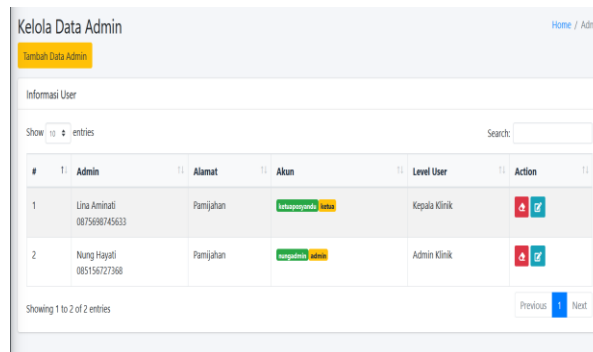 Kelola Data Admin
Home / Adm
Tambah Data Admin
Informasi User
Show 10 entries
Search:
# Admin Alamat Akun Level User Action
1 Lina Aminati Pamijahan ketuaposyandu ketua Kepala Klinik
0875698745633
2 Nung Hayati Pamijahan nungadmin admin Admin Klinik
085156727368
Showing 1 to 2 of 2 entries
Previous 1 Next